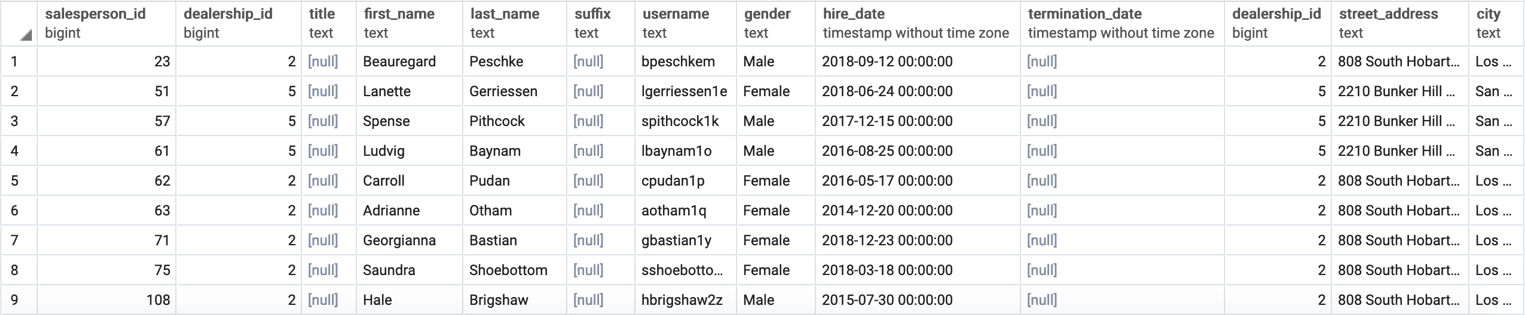 salesperson_id dealership_id title first_name last_name suffix username gender hire_date termination_date dealership_id street_address city
bigint bigint text text text text text text timestamp without time zone timestamp without time zone bigint text text
1 23 2 [null] Beauregard Peschke [null] bpeschkem Male 2018-09-12 00:00:00 [null] 2 808 South Hobart... Los ...
2 51 5 [null] Lanette Gerriessen [null] lgerriessen1e Female 2018-06-24 00:00:00 [null] 5 2210 Bunker Hill ... San ...
3 57 5 [null] Spense Pithcock [null] spithcock1k Male 2017-12-15 00:00:00 [null] 5 2210 Bunker Hill ... San ...
4 61 5 [null] Ludvig Baynam [null] lbaynam1o Male 2016-08-25 00:00:00 [null] 5 2210 Bunker Hill ... San ...
5 62 2 [null] Carroll Pudan [null] cpudan1p Female 2016-05-17 00:00:00 [null] 2 808 South Hobart... Los ...
6 63 2 [null] Adrianne Otham [null] aotham1q Female 2014-12-20 00:00:00 [null] 2 808 South Hobart... Los ...
7 71 2 [null] Georgianna Bastian [null] gbastian1y Female 2018-12-23 00:00:00 [null] 2 808 South Hobart... Los ...
8 75 2 [null] Saundra Shoebottom [null] sshoebotto... Female 2018-03-18 00:00:00 [null] 2 808 South Hobart... Los ...
9 108 2 [null] Hale Brigshaw [null] hbrigshaw2z Male 2015-07-30 00:00:00 [null] 2 808 South Hobart... Los ...